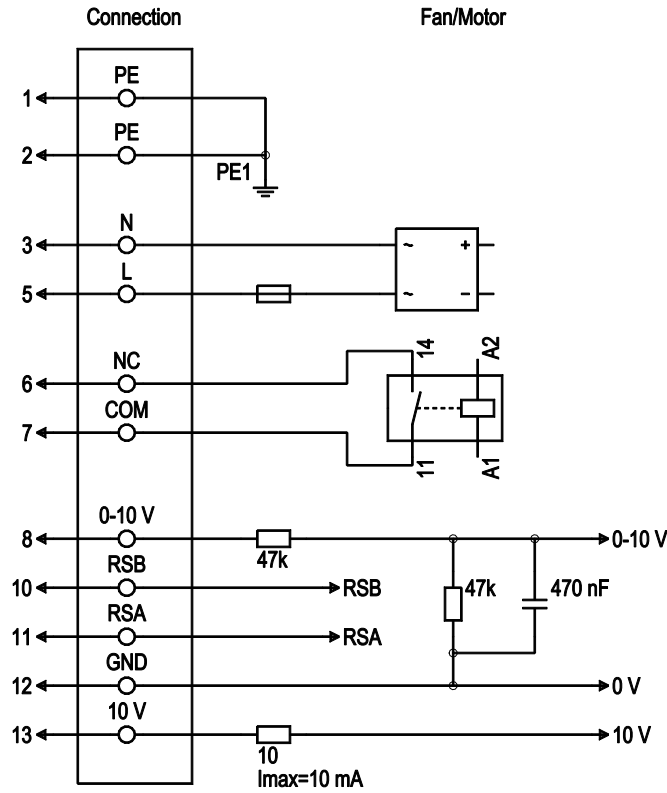 Connection Fan/Motor
PE
1
PE
2
PE1
N
3 ~ +
L
5 ~ –
14 A2
NC
6
COM
7
11 A1
0-10 V
8 0-10 V
47k
RSB
10 RSB 47k 470 nF
RSA
11 RSA
GND
12 0 V
10 V
13 10 V
10
Imax=10 mA